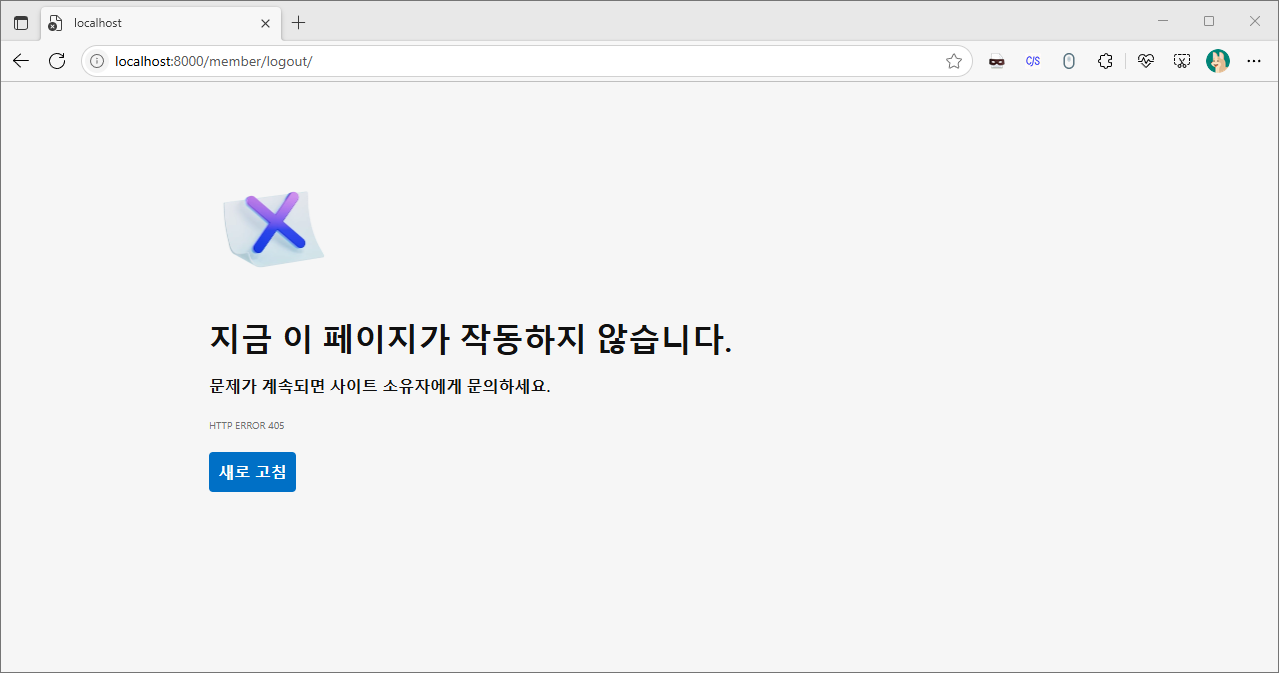 localhost
localhost:8000/member/logout/
C/S
지금 이 페이지가 작동하지 않습니다.
문제가 계속되면 사이트 소유자에게 문의하세요.
HTTP ERROR 405
새로 고침